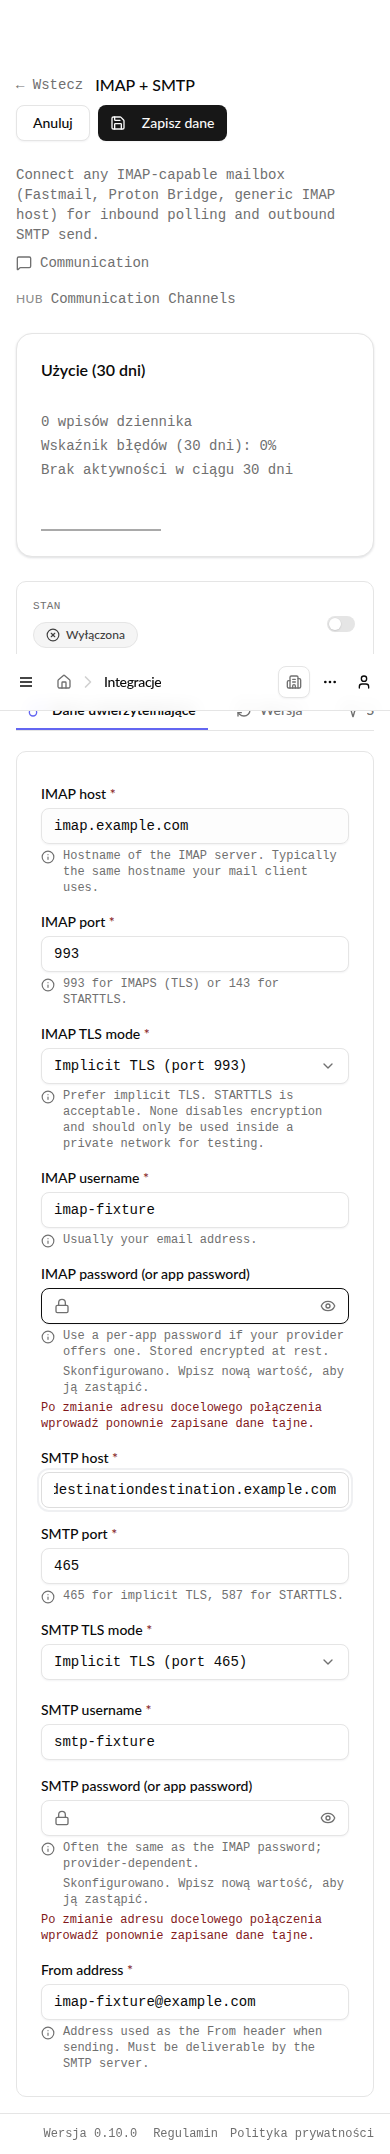 ← Wstecz IMAP + SMTP
Anuluj Zapisz dane
Connect any IMAP-capable mailbox
(Fastmail, Proton Bridge, generic IMAP
host) for inbound polling and outbound
SMTP send.
Communication
HUB Communication Channels
Użycie (30 dni)
0 wpisów dziennika
Wskaźnik błędów (30 dni): 0%
Brak aktywności w ciągu 30 dni
STAN
Wyłączona
Integracje
Dane uwierzytelniające Wersja
IMAP host *
imap.example.com
Hostname of the IMAP server. Typically
the same hostname your mail client
uses.
IMAP port *
993
993 for IMAPS (TLS) or 143 for
STARTTLS.
IMAP TLS mode *
Implicit TLS (port 993)
Prefer implicit TLS. STARTTLS is
acceptable. None disables encryption
and should only be used inside a
private network for testing.
IMAP username *
imap-fixture
Usually your email address.
IMAP password (or app password)
Use a per-app password if your provider
offers one. Stored encrypted at rest.
Skonfigurowano. Wpisz nową wartość, aby
ją zastąpić.
Po zmianie adresu docelowego połączenia
wprowadź ponownie zapisane dane tajne.
SMTP host *
destinationdestination.example.com
SMTP port *
465
465 for implicit TLS, 587 for STARTTLS.
SMTP TLS mode *
Implicit TLS (port 465)
SMTP username *
smtp-fixture
SMTP password (or app password)
Often the same as the IMAP password;
provider-dependent.
Skonfigurowano. Wpisz nową wartość, aby
ją zastąpić.
Po zmianie adresu docelowego połączenia
wprowadź ponownie zapisane dane tajne.
From address *
imap-fixture@example.com
Address used as the From header when
sending. Must be deliverable by the
SMTP server.
Wersja 0.10.0 Regulamin Polityka prywatności